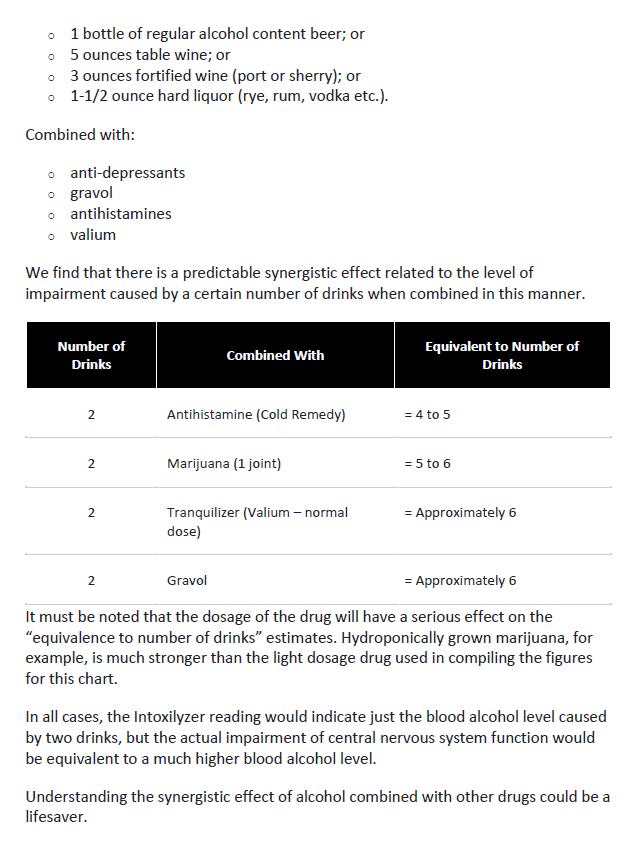 o 1 bottle of regular alcohol content beer; or
o 5 ounces table wine; or
o 3 ounces fortified wine (port or sherry); or
o 1-1/2 ounce hard liquor (rye, rum, vodka etc.).
Combined with:
o anti-depressants
o gravol
o antihistamines
o valium
We find that there is a predictable synergistic effect related to the level of
impairment caused by a certain number of drinks when combined in this manner.
Number of
Drinks
Combined With
Equivalent to Number of
Drinks
2 Antihistamine (Cold Remedy) = 4 to 5
2 Marijuana (1 joint) = 5 to 6
2 Tranquilizer (Valium – normal = Approximately 6
dose)
2 Gravol = Approximately 6
It must be noted that the dosage of the drug will have a serious effect on the
“equivalence to number of drinks” estimates. Hydroponically grown marijuana, for
example, is much stronger than the light dosage drug used in compiling the figures
for this chart.
In all cases, the Intoxilyzer reading would indicate just the blood alcohol level caused
by two drinks, but the actual impairment of central nervous system function would
be equivalent to a much higher blood alcohol level.
Understanding the synergistic effect of alcohol combined with other drugs could be a
lifesaver.